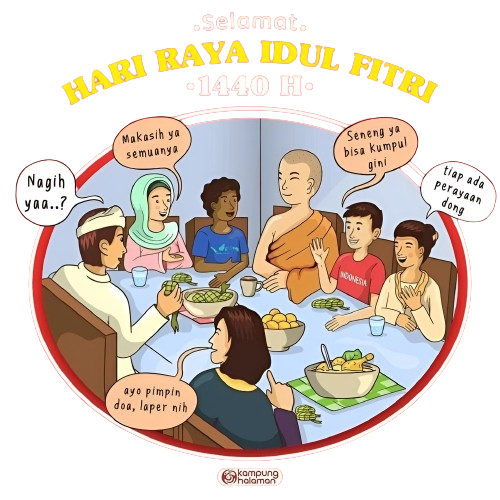 .Selamat.
HARI RAYA IDUL FITRI
·1440 H·
Makasih ya
semuanya
Seneng ya
bisa kumpul
gini
Nagih
yaa..?
tiap ada
perayaan
dong
INDONESIA
ayo pimpin
doa, laper nih
kampung
halaman